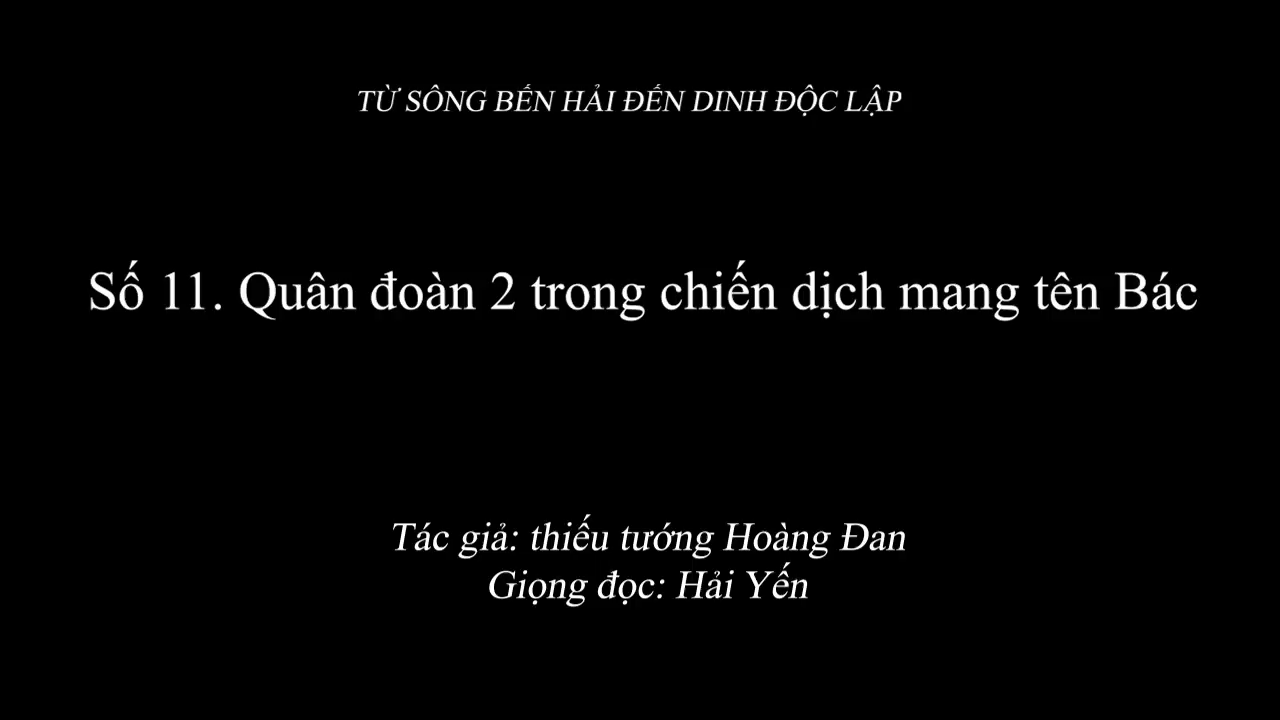 TỪ SÔNG BẾN HẢI ĐẾN DINH ĐỘC LẬP
Số 11. Quân đoàn 2 trong chiến dịch mang tên Bác
Tác giả: thiếu tướng Hoàng Đan
Giọng đọc: Hải Yến